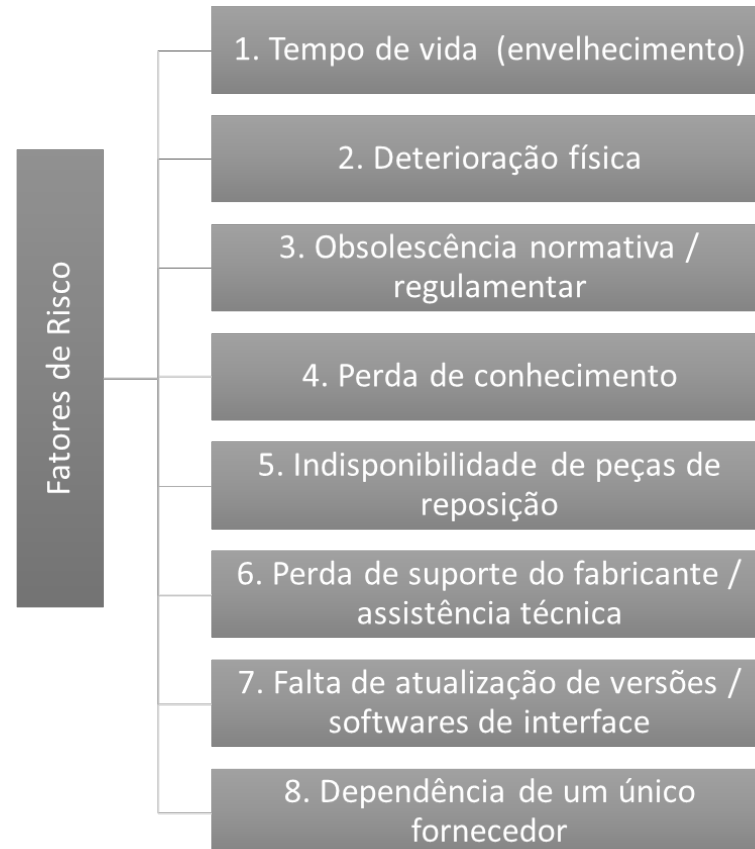 Fatores de Risco
1. Tempo de vida (envelhecimento)
2. Deterioração física
3. Obsolescência normativa /
regulamentar
4. Perda de conhecimento
5. Indisponibilidade de peças de
reposição
6. Perda de suporte do fabricante /
assistência técnica
7. Falta de atualização de versões /
softwares de interface
8. Dependência de um único
fornecedor